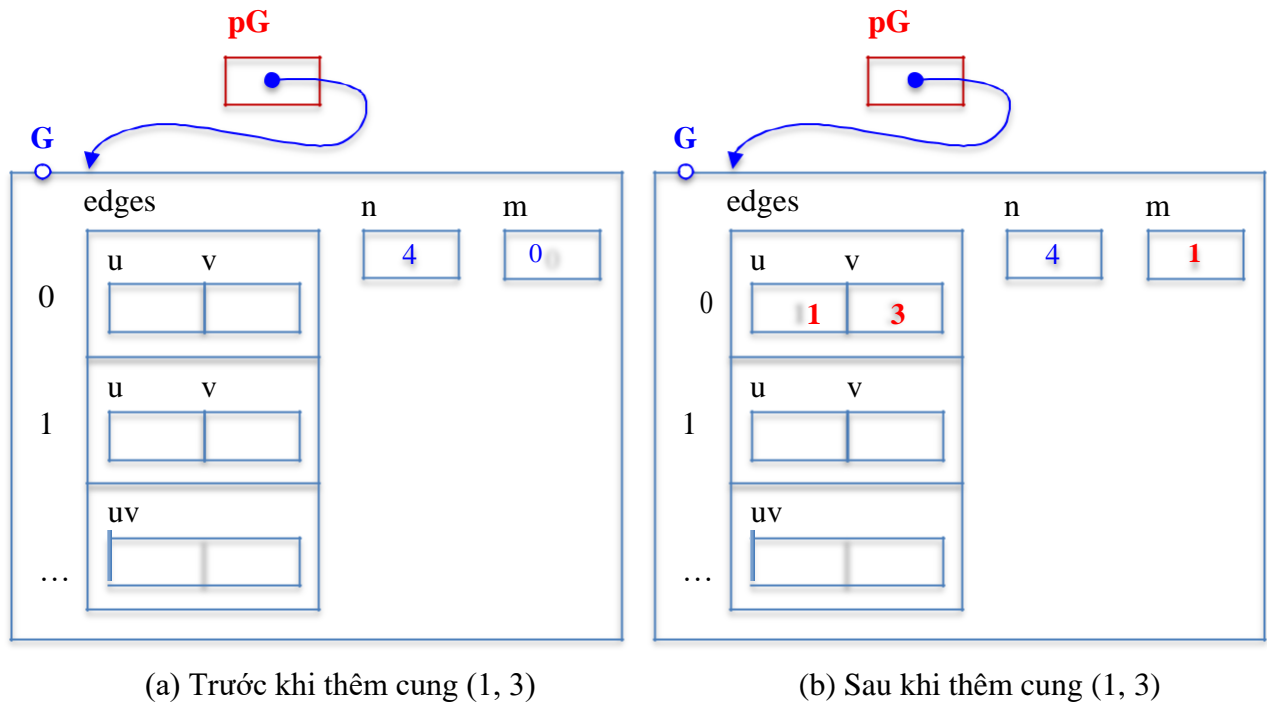 pG
G
edges n m
4 0
u v
0
u v
1
uv
…
(a) Trước khi thêm cung (1, 3)
pG
G
edges n m
4 1
u v
0 1 3
u v
1
uv
…
(b) Sau khi thêm cung (1, 3)